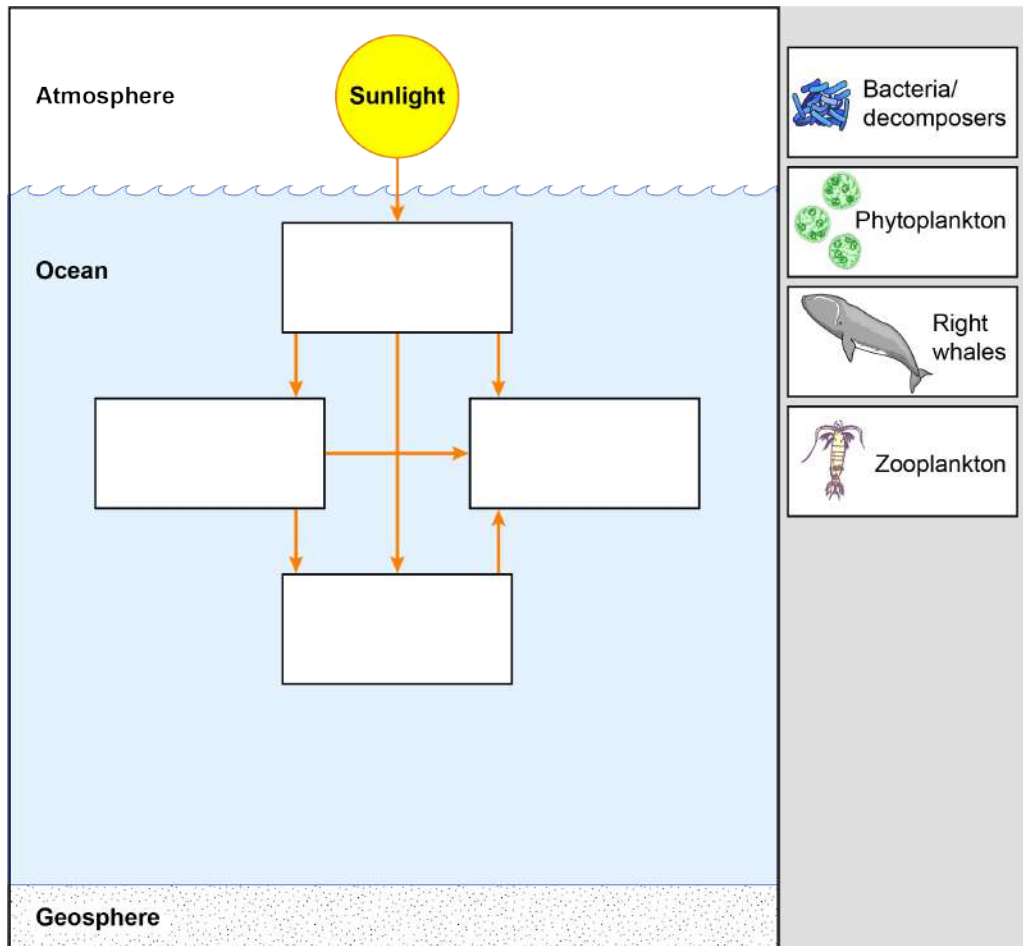 Atmosphere
Sunlight
Ocean
Geosphere
Bacteria/
decomposers
Phytoplankton
Right
whales
Zooplankton